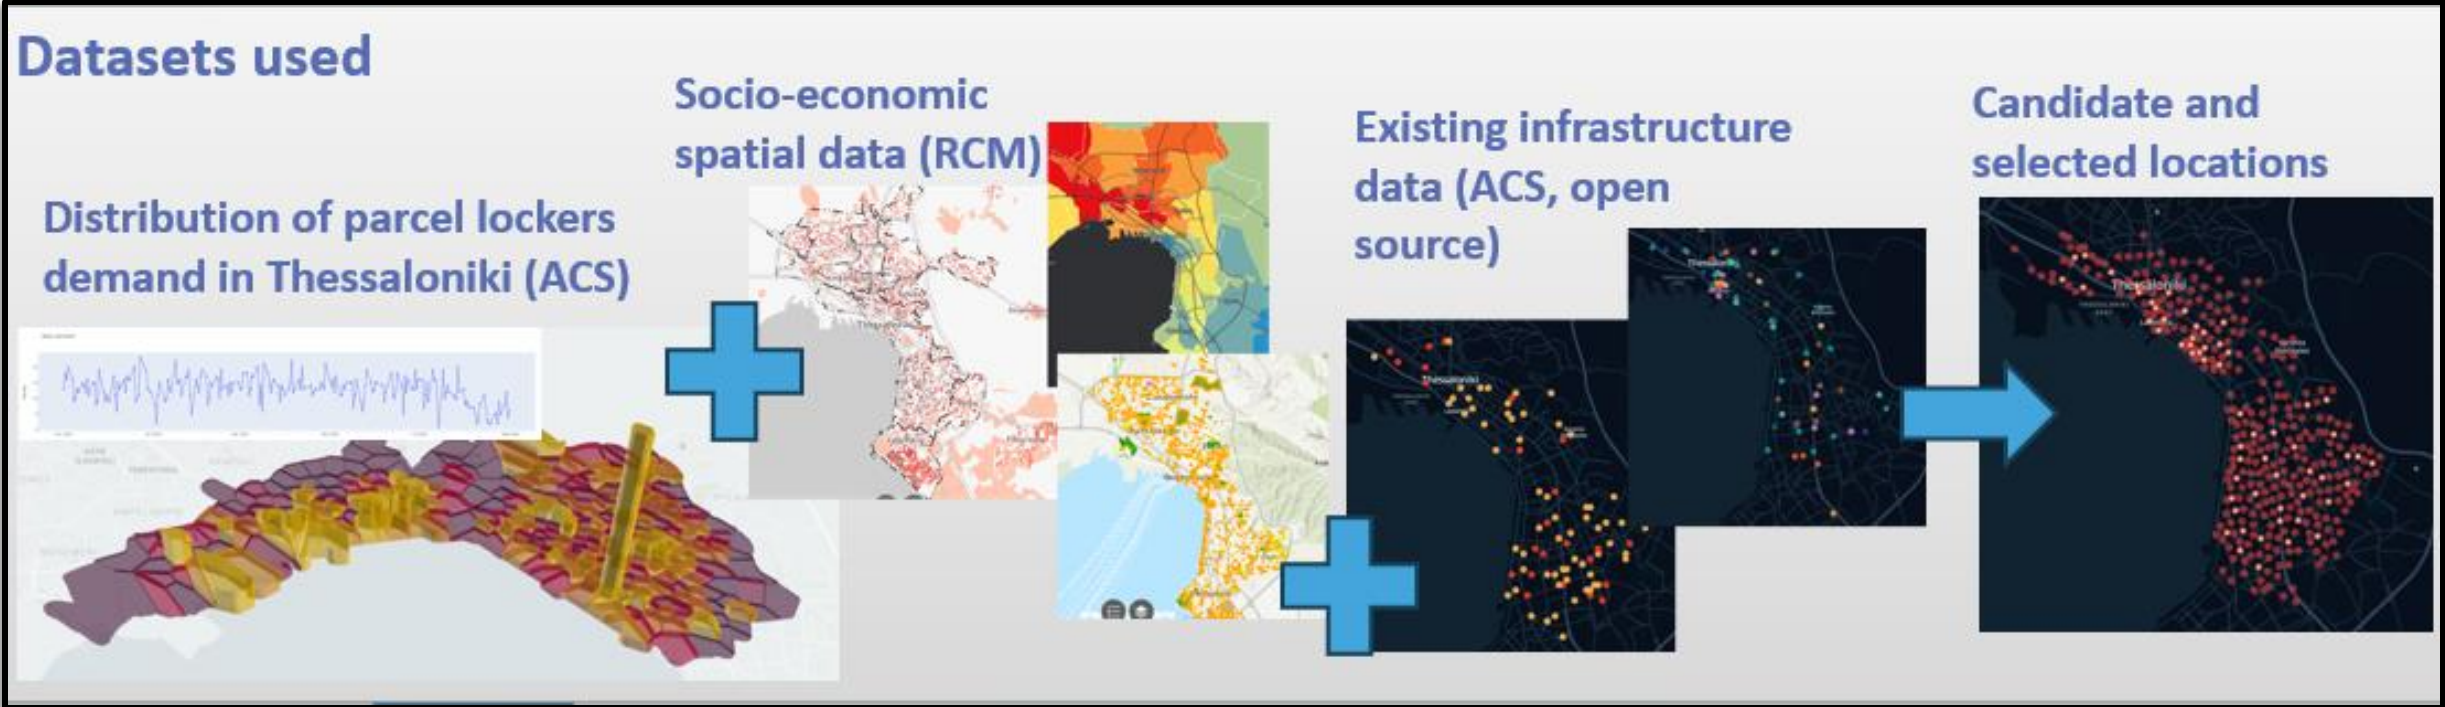 Datasets used
Socio-economic
spatial data (RCM)
Distribution of parcel lockers
demand in Thessaloniki (ACS)
Existing infrastructure
data (ACS, open
source)
Candidate and
selected locations
Thessaloniki
Thessaloniki
Thessaloniki